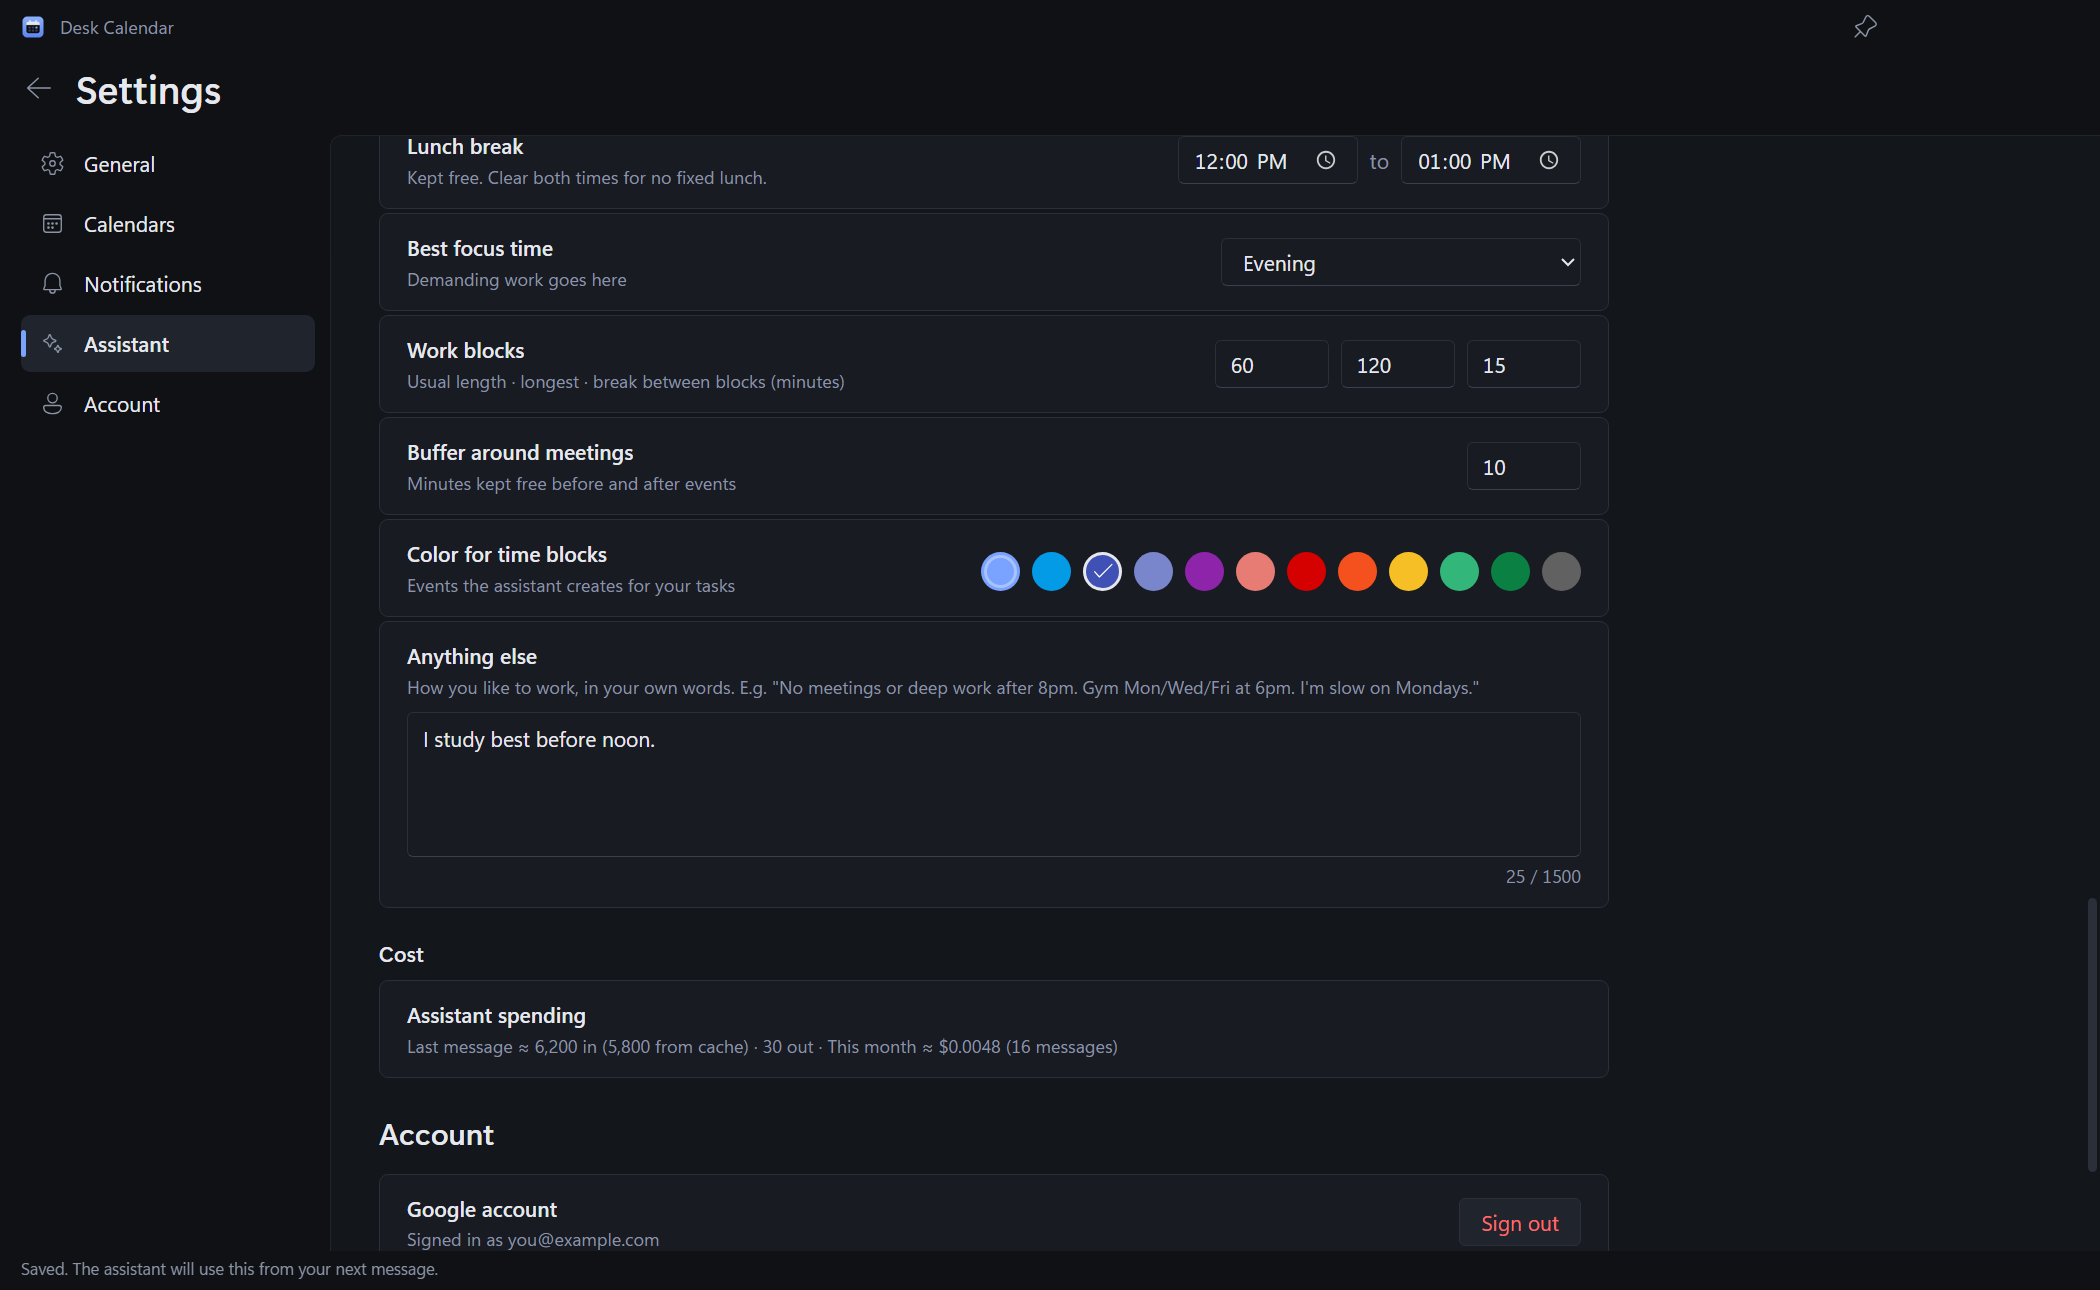 Desk Calendar
Settings
General
Calendars
Notifications
Assistant
Account
Lunch break
Kept free. Clear both times for no fixed lunch.
12:00 PM to 01:00 PM
Best focus time
Demanding work goes here
Evening
Work blocks
Usual length · longest · break between blocks (minutes)
60 120 15
Buffer around meetings
Minutes kept free before and after events
10
Color for time blocks
Events the assistant creates for your tasks
Anything else
How you like to work, in your own words. E.g. "No meetings or deep work after 8pm. Gym Mon/Wed/Fri at 6pm. I'm slow on Mondays."
I study best before noon.
25 / 1500
Cost
Assistant spending
Last message ≈ 6,200 in (5,800 from cache) · 30 out · This month ≈ $0.0048 (16 messages)
Account
Google account
Signed in as you@example.com
Sign out
Saved. The assistant will use this from your next message.